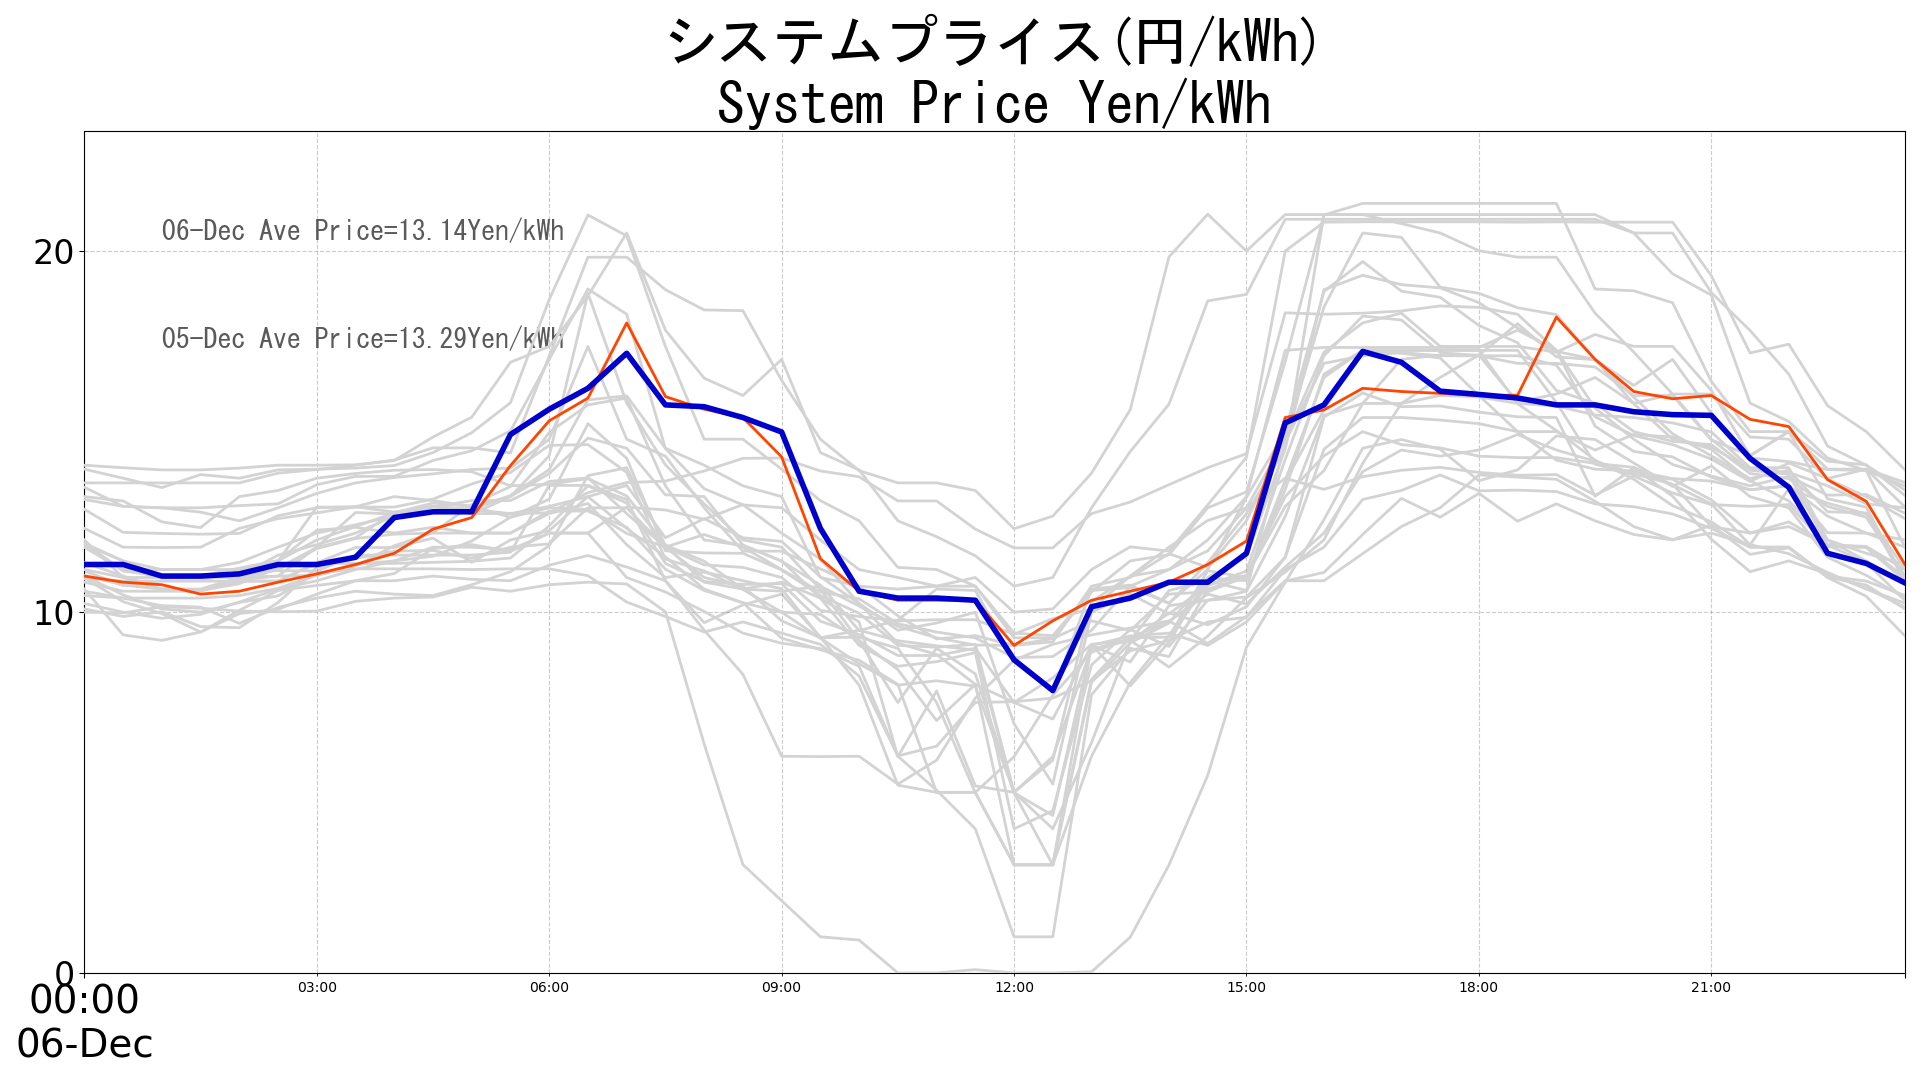 システムプライス(円/kWh)
System Price Yen/kWh
06-Dec Ave Price=13.14Yen/kWh
05-Dec Ave Price=13.29Yen/kWh
20
10
0
00:00 03:00 06:00 09:00 12:00 15:00 18:00 21:00
06-Dec